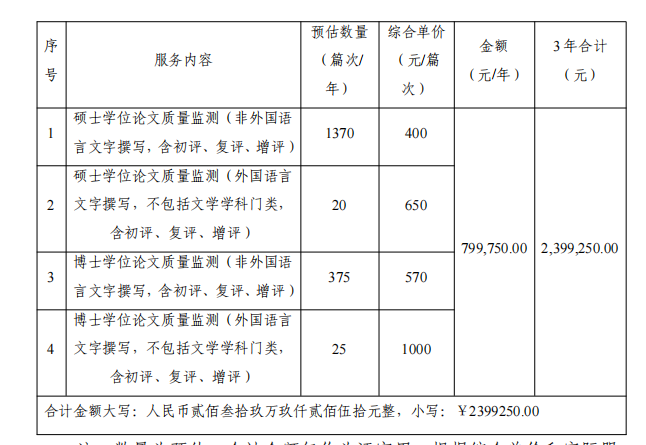 序号
服务内容
预估数量（篇次/年）
综合单价（元/篇次）
金额（元/年）
3年合计（元）
1
硕士学位论文质量监测（非外国语
言文字撰写，含初评、复评、增评）
1370
400
2
硕士学位论文质量监测（外国语言
文字撰写，不包括文学学科门类，
含初评、复评、增评）
20
650
3
博士学位论文质量监测（非外国语
言文字撰写，含初评、复评、增评）
375
570
4
博士学位论文质量监测（外国语言
文字撰写，不包括文学学科门类，
含初评、复评、增评）
25
1000
799,750.00
2,399,250.00
合计金额大写：人民币贰佰叁拾玖万玖仟贰佰伍拾元整，小写：￥2399250.00